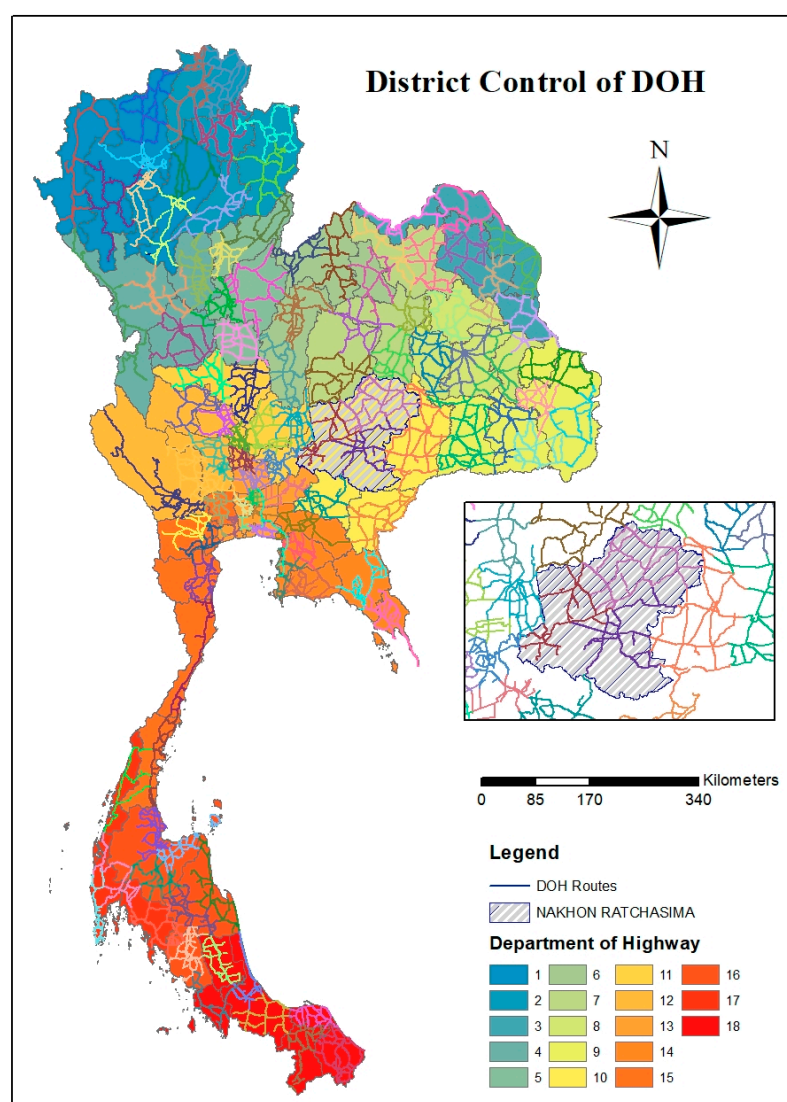 District Control of DOH
N
Kilometers
0 85 170 340
Legend
DOH Routes
NAKHON RATCHASIMA
Department of Highway
1 6 11 16
2 7 12 17
3 8 13 18
4 9 14
5 10 15